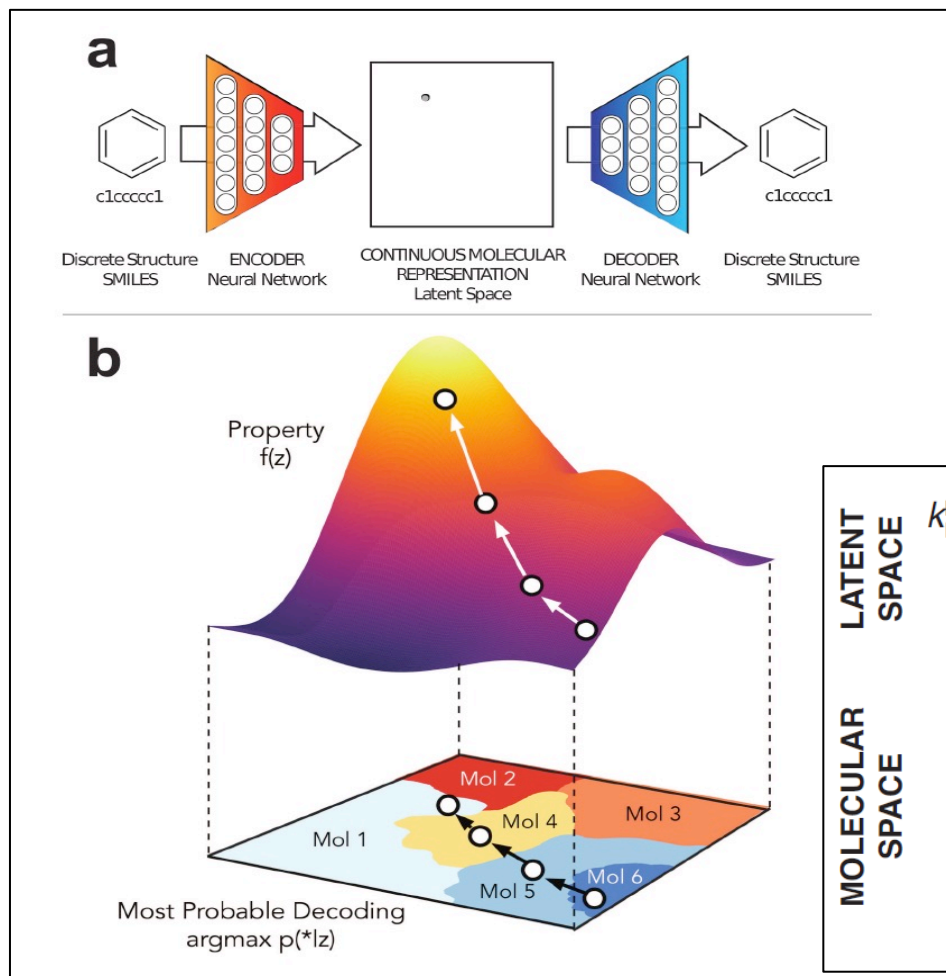 a
c1ccccc1
c1ccccc1
Discrete Structure
SMILES
ENCODER
Neural Network
CONTINUOUS MOLECULAR
REPRESENTATION
Latent Space
DECODER
Neural Network
Discrete Structure
SMILES
b
Property
f(z)
LATENT
SPACE
k
Mol 2
Mol 3
Mol 4
Mol 1
Mol 6
Mol 5
MOLECULAR
SPACE
Most Probable Decoding
argmax p(*|z)